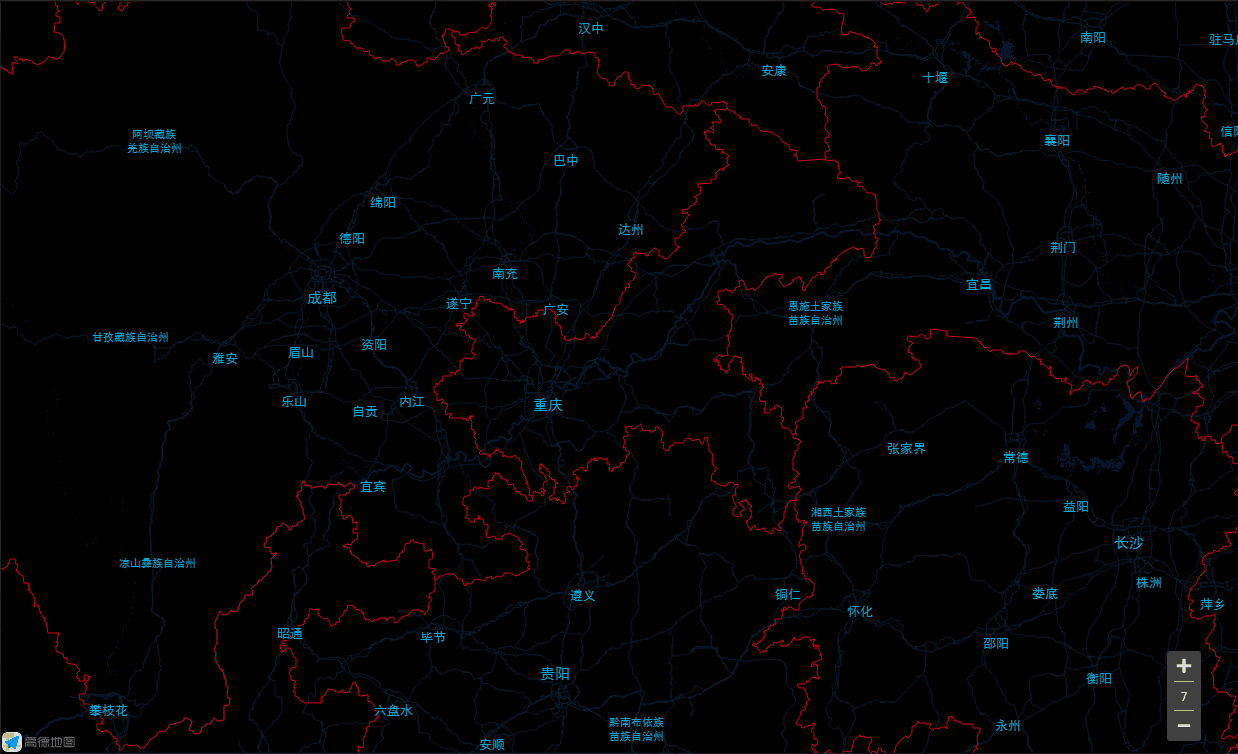 汉中
南阳
驻马
安康
十堰
广元
信阳
阿坝藏族
羌族自治州
襄阳
巴中
随州
绵阳
达州
德阳
荆门
南充
宜昌
成都
遂宁
广安
恩施土家族
苗族自治州
荆州
甘孜藏族自治州
资阳
眉山
雅安
乐山
自贡
内江
重庆
张家界
常德
宜宾
益阳
湘西土家族
苗族自治州
长沙
凉山彝族自治州
株洲
遵义
铜仁
娄底
萍乡
怀化
昭通
毕节
邵阳
贵阳
衡阳
+
7
−
攀枝花
六盘水
黔南布依族
苗族自治州
永州
高德地图
安顺